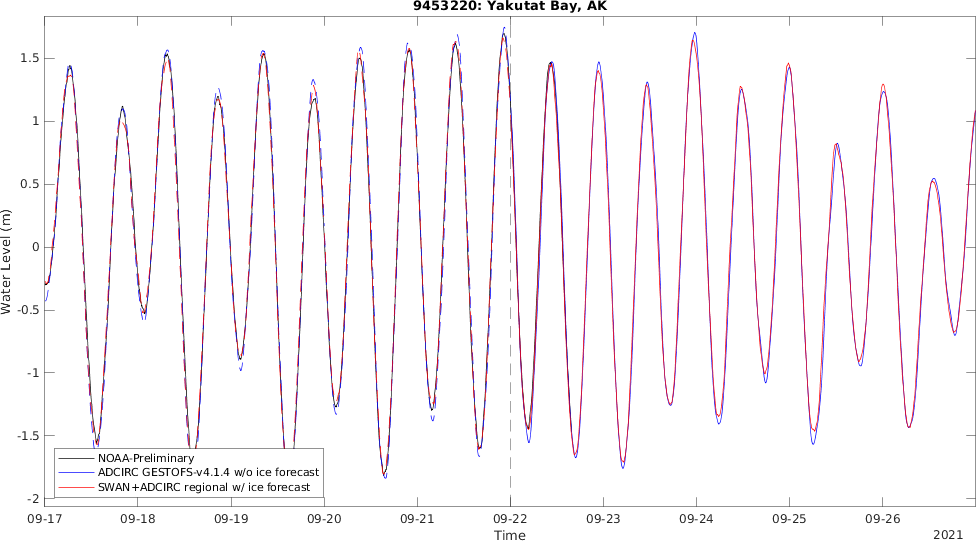 9453220: Yakutat Bay, AK
Water Level (m)
1.5
1
0.5
0
-0.5
-1
-1.5
-2
NOAA-Preliminary
ADCIRC GESTOFS-v4.1.4 w/o ice forecast
SWAN+ADCIRC regional w/ ice forecast
09-17 09-18 09-19 09-20 09-21 09-22 09-23 09-24 09-25 09-26
Time
2021